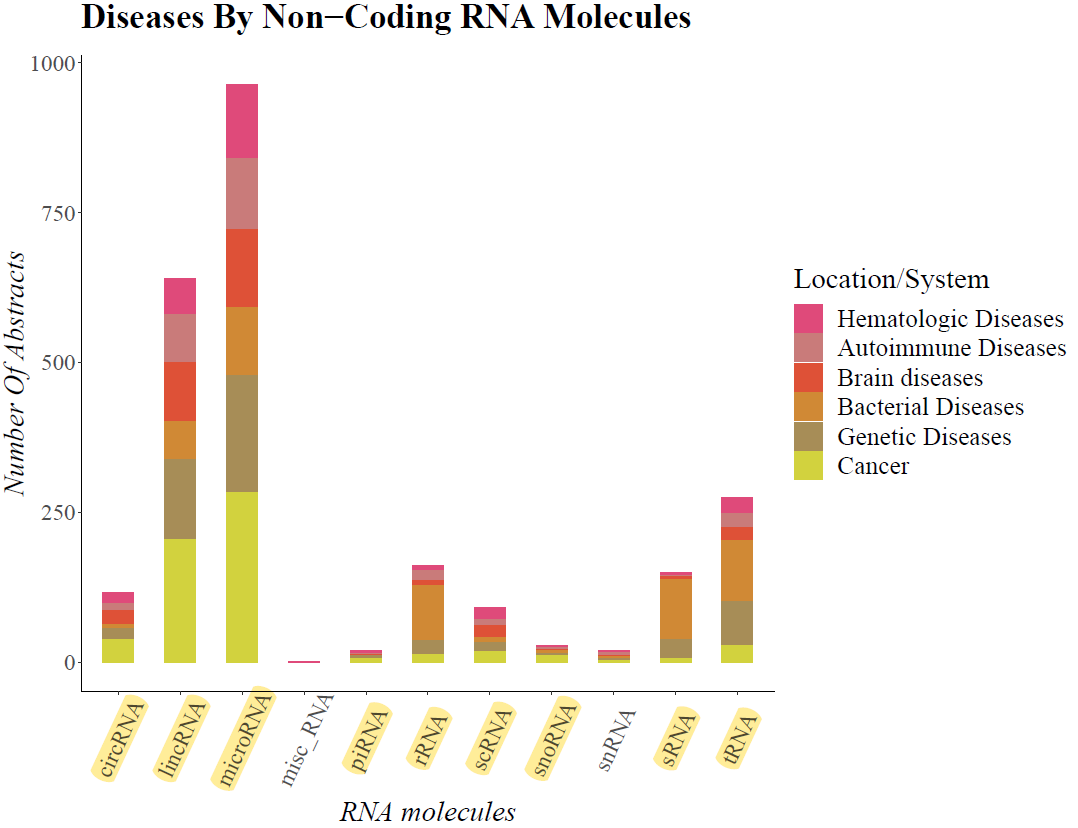 Diseases By Non−Coding RNA Molecules
Number Of Abstracts
1000
750
500
250
0
circRNA
lincRNA
microRNA
misc_RNA
piRNA
rRNA
scRNA
snoRNA
snRNA
sRNA
tRNA
RNA molecules
Location/System
Hematologic Diseases
Autoimmune Diseases
Brain diseases
Bacterial Diseases
Genetic Diseases
Cancer